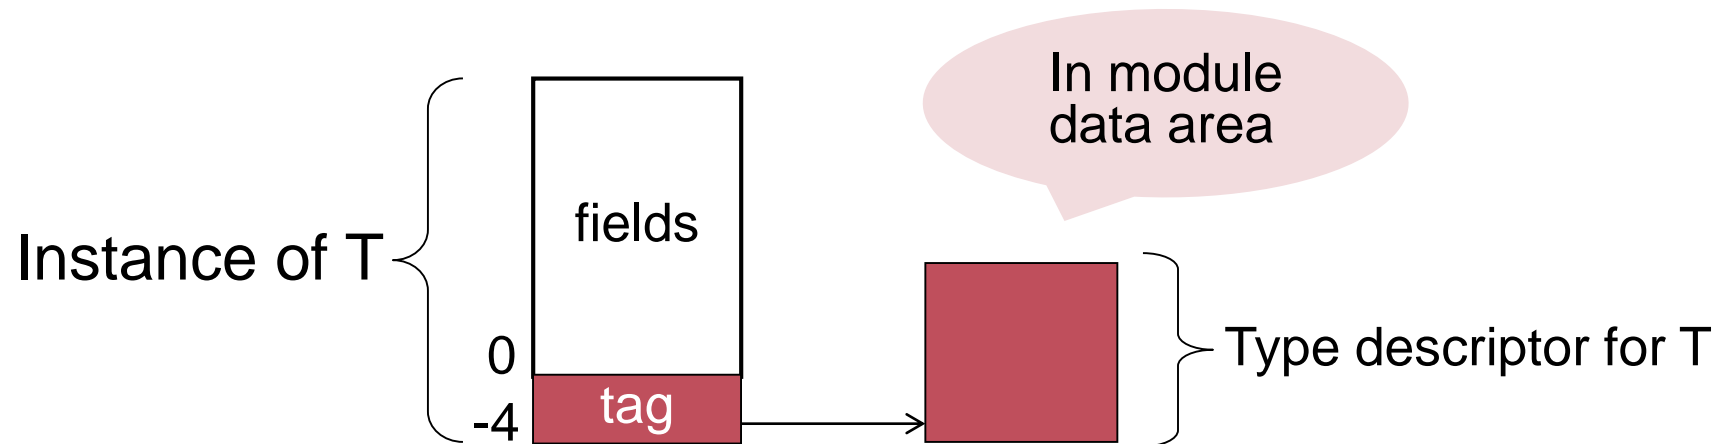 In module
data area
fields
Instance of T
0
Type descriptor for T
tag
-4